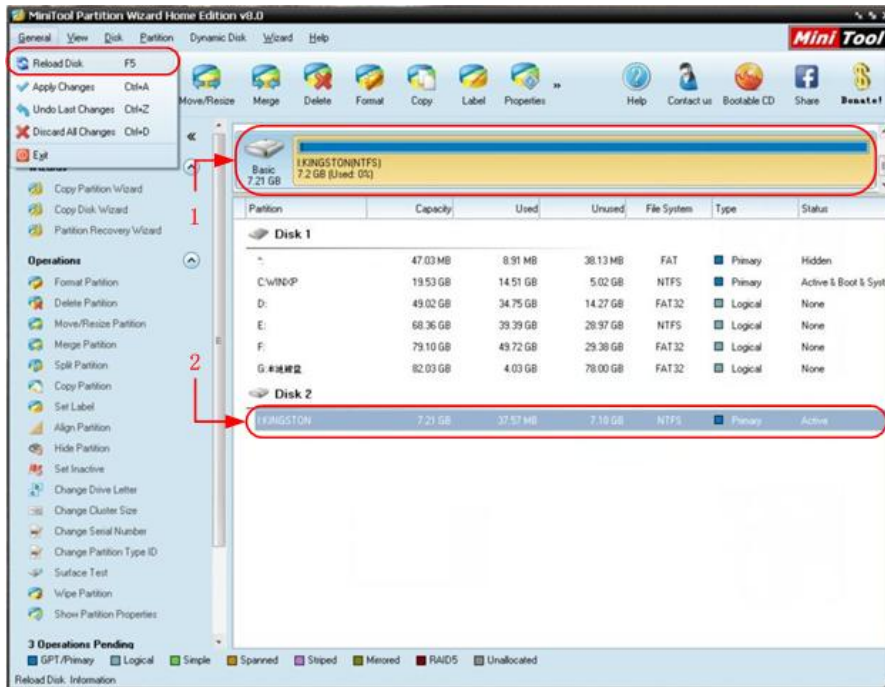 MiniTool Partition Wizard Home Edition v8.0
General View Disk Partition Dynamic Disk Wizard Help
Mini Tool
Reload Disk F5
Apply Changes Ctrl+A
Undo Last Changes Ctrl+Z
Discard All Changes Ctrl+D
Exit
Move/Resize Merge Delete Format Copy Label Properties » Help Contact us Bootable CD Share Donate!
«
1
Basic
7.21 GB
I:KINGSTON(NTFS)
7.2 GB (Used: 0%)
Copy Partition Wizard
Copy Disk Wizard
Partition Recovery Wizard
Operations
Format Partition
Delete Partition
Move/Resize Partition
Merge Partition
Split Partition
Copy Partition
Set Label
Align Partition
Hide Partition
Set Inactive
Change Drive Letter
Change Cluster Size
Change Serial Number
Change Partition Type ID
Surface Test
Wipe Partition
Show Partition Properties
3 Operations Pending
2
Partition Capacity Used Unused File System Type Status
Disk 1
*: 47.03 MB 8.91 MB 38.13 MB FAT Primary Hidden
C:WINXP 19.53 GB 14.51 GB 5.02 GB NTFS Primary Active & Boot & Syst
D: 49.02 GB 34.75 GB 14.27 GB FAT32 Logical None
E: 68.36 GB 39.39 GB 28.97 GB NTFS Logical None
F: 79.10 GB 49.72 GB 29.38 GB FAT32 Logical None
G: 82.03 GB 4.03 GB 78.00 GB FAT32 Logical None
Disk 2
I:KINGSTON 7.21 GB 37.57 MB 7.18 GB NTFS Primary Active
GPT/Primary Logical Simple Spanned Striped Mirrored RAID5 Unallocated
Reload Disk Information